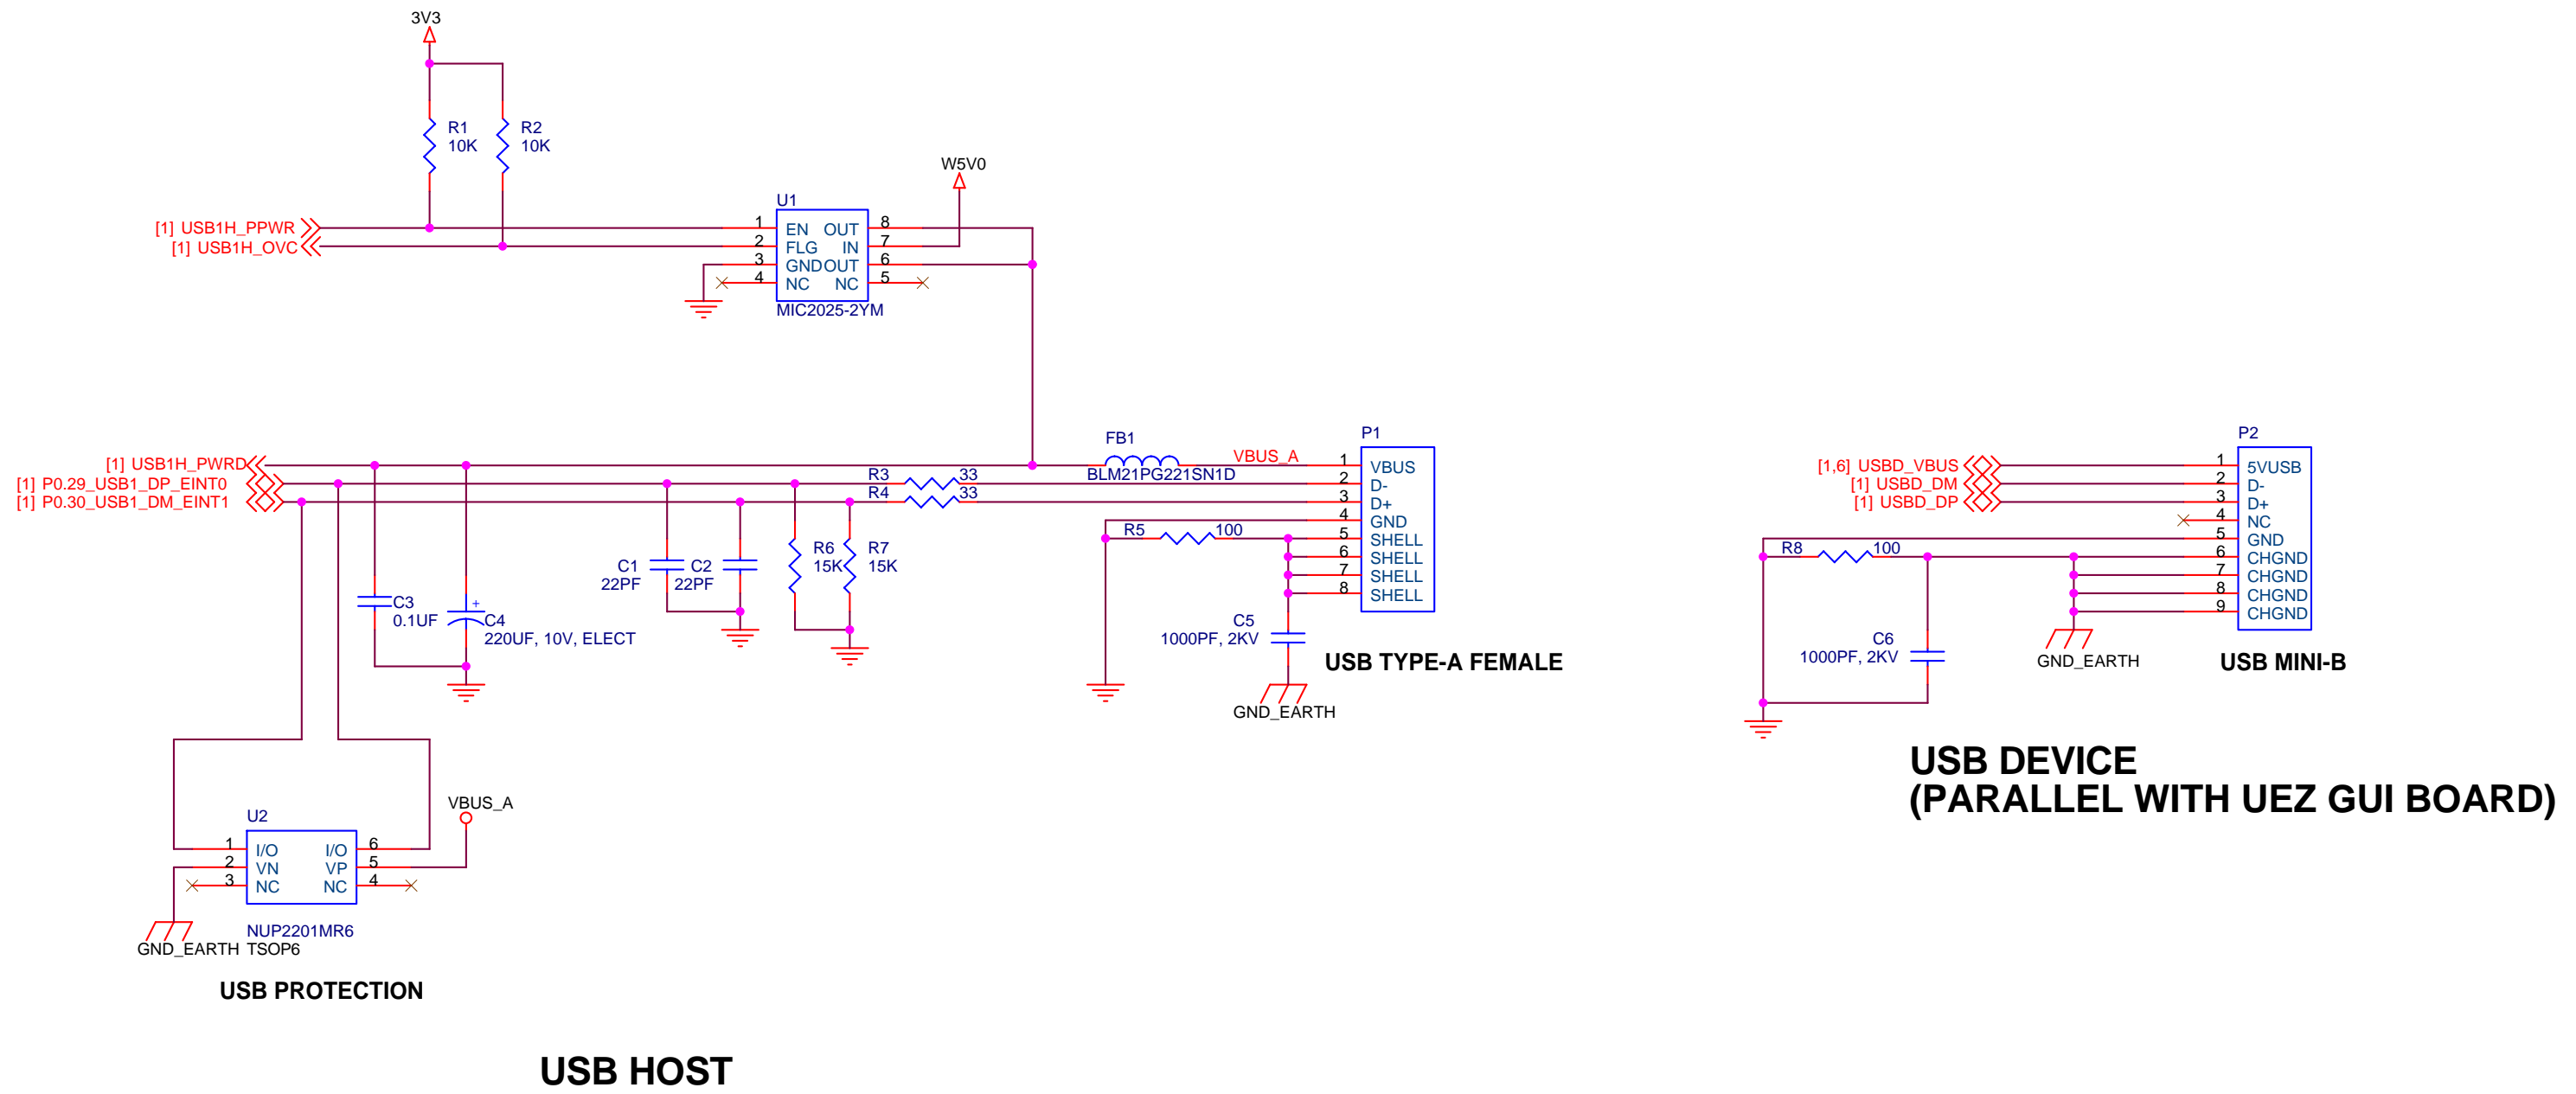 3V3
R1
10K
R2
10K
W5V0
U1
[1] USB1H_PPWR
[1] USB1H_OVC
1 EN OUT 8
2 FLG IN 7
3 GND OUT 6
4 NC NC 5
MIC2025-2YM
FB1
BLM21PG221SN1D
VBUS_A
[1] USB1H_PWRD
[1] P0.29_USB1_DP_EINT0
[1] P0.30_USB1_DM_EINT1
R3 33
R4 33
P1
1 VBUS
2 D-
3 D+
4 GND
5 SHELL
6 SHELL
7 SHELL
8 SHELL
R5 100
C1
22PF
C2
22PF
R6
15K
R7
15K
C3
0.1UF
+
C4
220UF, 10V, ELECT
C5
1000PF, 2KV
GND_EARTH
USB TYPE-A FEMALE
VBUS_A
U2
1 I/O I/O 6
2 VN VP 5
3 NC NC 4
NUP2201MR6
GND_EARTH TSOP6
USB PROTECTION
USB HOST
P2
[1,6] USBD_VBUS
[1] USBD_DM
[1] USBD_DP
1 5VUSB
2 D-
3 D+
4 NC
5 GND
6 CHGND
7 CHGND
8 CHGND
9 CHGND
R8 100
C6
1000PF, 2KV
GND_EARTH
USB MINI-B
USB DEVICE
(PARALLEL WITH UEZ GUI BOARD)